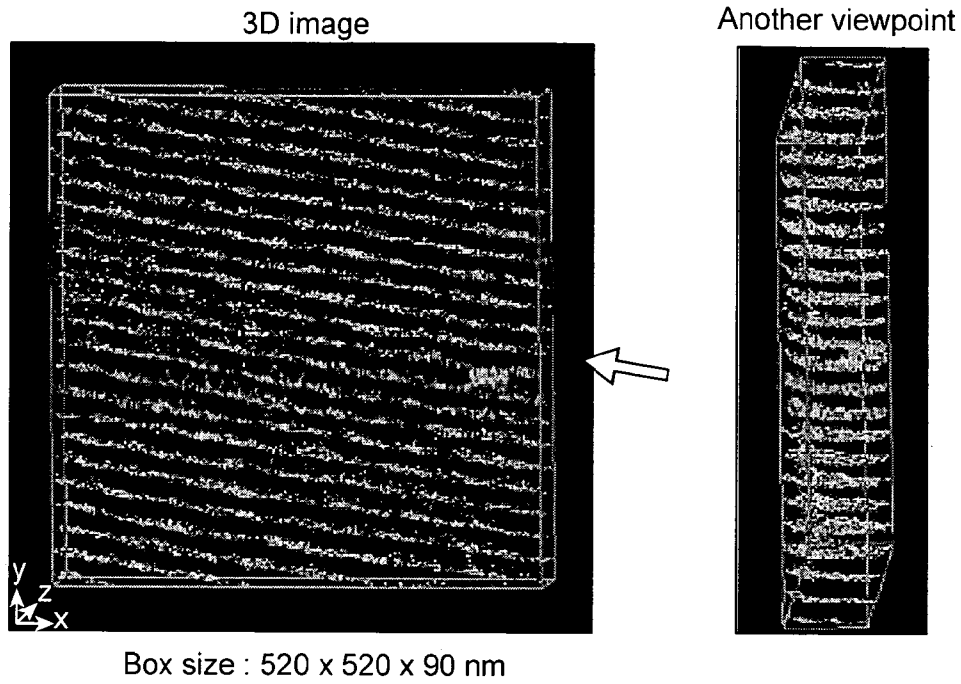 3D image
Another viewpoint
y
z
x
Box size : 520 x 520 x 90 nm